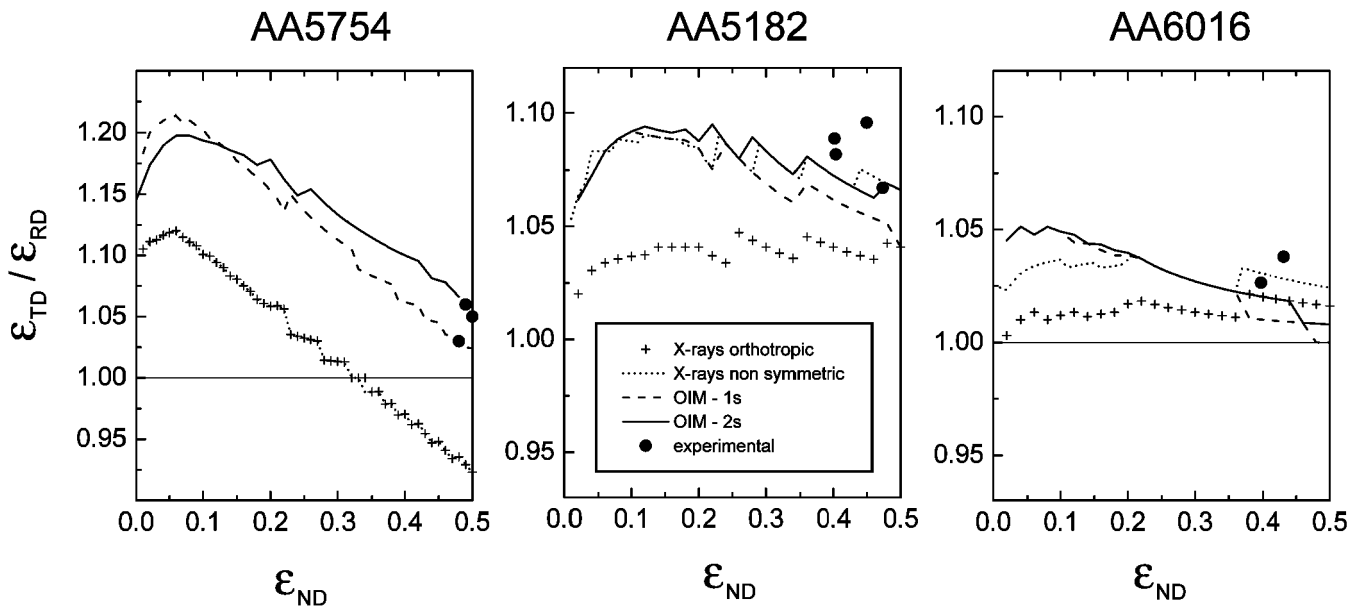 AA5754
AA5182
AA6016
ε_TD / ε_RD
1.20
1.15
1.10
1.05
1.00
0.95
0.0 0.1 0.2 0.3 0.4 0.5
ε_ND
1.10
1.05
1.00
0.95
X-rays orthotropic
X-rays non symmetric
OIM - 1s
OIM - 2s
experimental
0.0 0.1 0.2 0.3 0.4 0.5
ε_ND
1.10
1.05
1.00
0.95
0.0 0.1 0.2 0.3 0.4 0.5
ε_ND